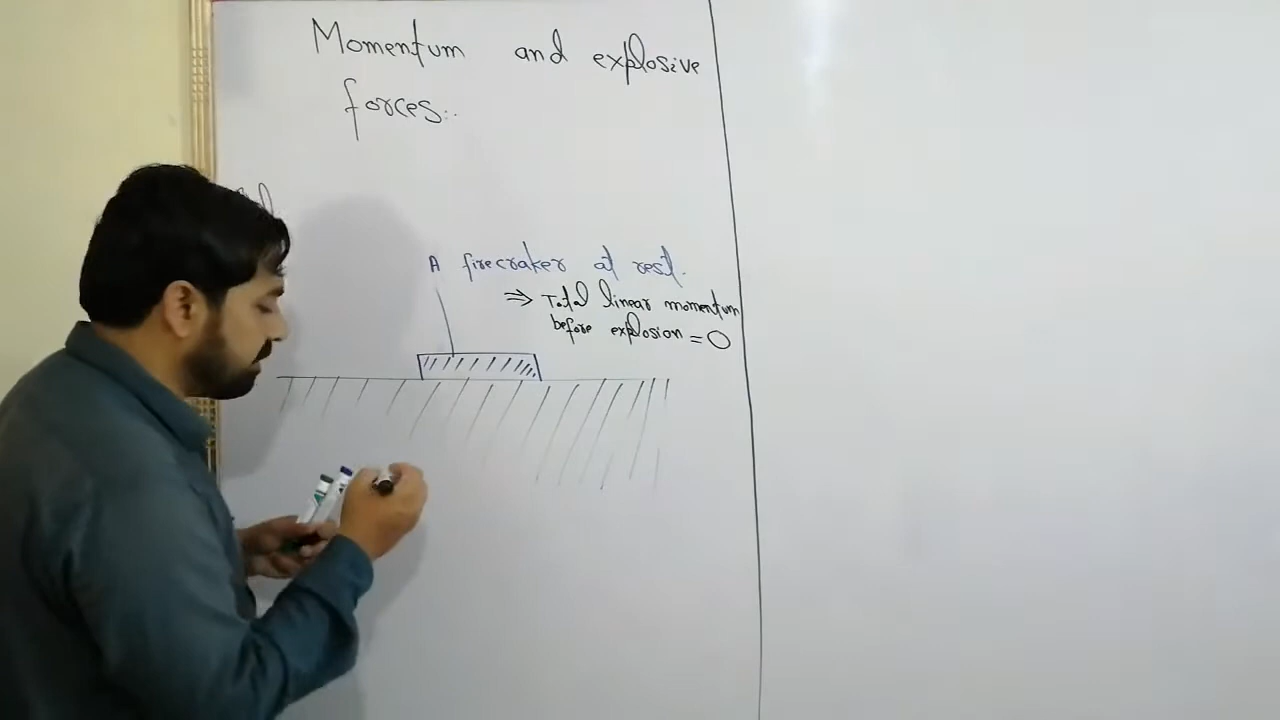 Momentum and explosive
forces:.
A firecraker at rest.
⇒ Total linear momentum
before explosion = 0